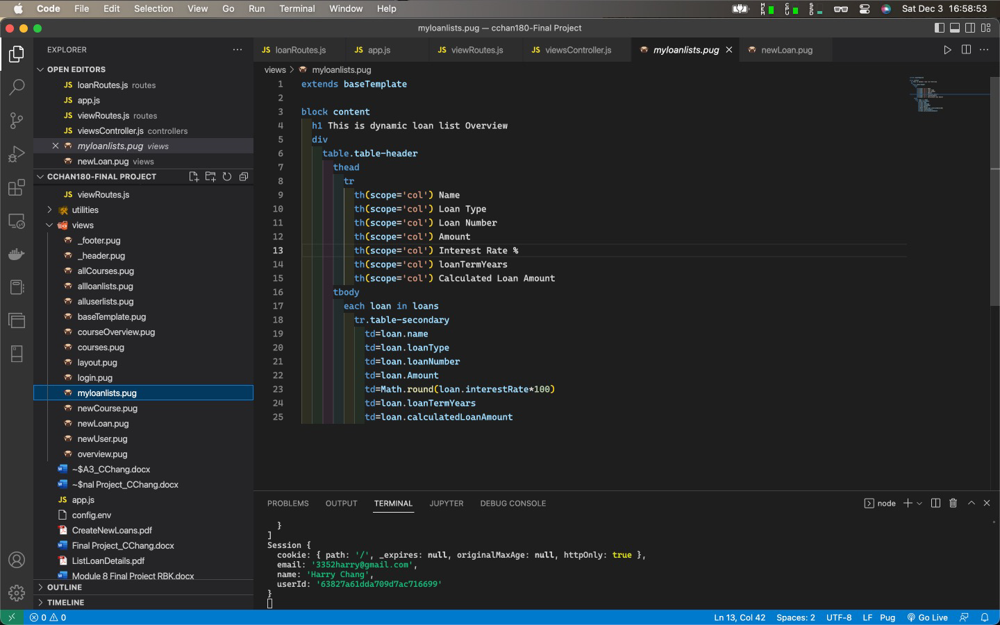 Code File Edit Selection View Go Run Terminal Window Help
MEM CPU SSD Sat Dec 3 16:58:53
myloanlists.pug — cchan180-Final Project
EXPLORER
OPEN EDITORS
JS loanRoutes.js routes
JS app.js
JS viewRoutes.js routes
JS viewsController.js controllers
myloanlists.pug views
newLoan.pug views
CCHAN180-FINAL PROJECT
JS viewRoutes.js
utilities
views
_footer.pug
_header.pug
allCourses.pug
allloanlists.pug
alluserlists.pug
baseTemplate.pug
courseOverview.pug
courses.pug
layout.pug
login.pug
myloanlists.pug
newCourse.pug
newLoan.pug
newUser.pug
overview.pug
~$A3_CChang.docx
~$nal Project_CChang.docx
JS app.js
config.env
CreateNewLoans.pdf
Final Project_CChang.docx
ListLoanDetails.pdf
Module 8 Final Project RBK.docx
OUTLINE
TIMELINE
JS loanRoutes.js JS app.js JS viewRoutes.js JS viewsController.js myloanlists.pug newLoan.pug
views > myloanlists.pug
1 extends baseTemplate
2
3 block content
4 h1 This is dynamic loan list Overview
5 div
6 table.table-header
7 thead
8 tr
9 th(scope='col') Name
10 th(scope='col') Loan Type
11 th(scope='col') Loan Number
12 th(scope='col') Amount
13 th(scope='col') Interest Rate %
14 th(scope='col') loanTermYears
15 th(scope='col') Calculated Loan Amount
16 tbody
17 each loan in loans
18 tr.table-secondary
19 td=loan.name
20 td=loan.loanType
21 td=loan.loanNumber
22 td=loan.Amount
23 td=Math.round(loan.interestRate*100)
24 td=loan.loanTermYears
25 td=loan.calculatedLoanAmount
PROBLEMS OUTPUT TERMINAL JUPYTER DEBUG CONSOLE
node
}
]
Session {
cookie: { path: '/', _expires: null, originalMaxAge: null, httpOnly: true },
email: '3352harry@gmail.com',
name: 'Harry Chang',
userId: '63827a61dda709d7ac716699'
}
0 0 Ln 13, Col 42 Spaces: 2 UTF-8 LF Pug Go Live